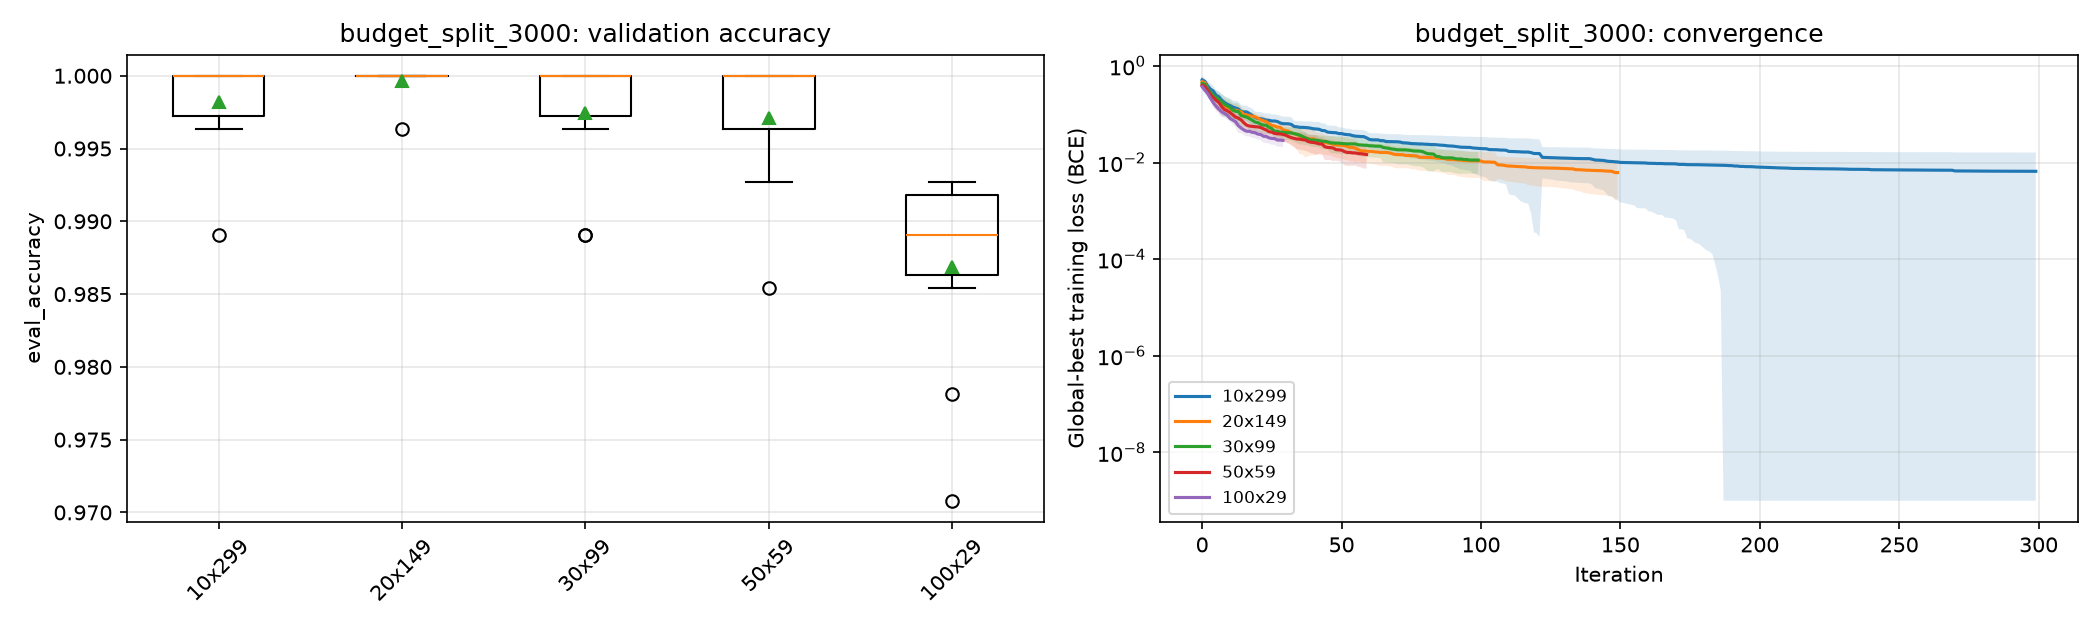 budget_split_3000: validation accuracy
eval_accuracy
1.000
0.995
0.990
0.985
0.980
0.975
0.970
10x299
20x149
30x99
50x59
100x29
budget_split_3000: convergence
Global-best training loss (BCE)
10⁰
10⁻²
10⁻⁴
10⁻⁶
10⁻⁸
10x299
20x149
30x99
50x59
100x29
0
50
100
150
200
250
300
Iteration